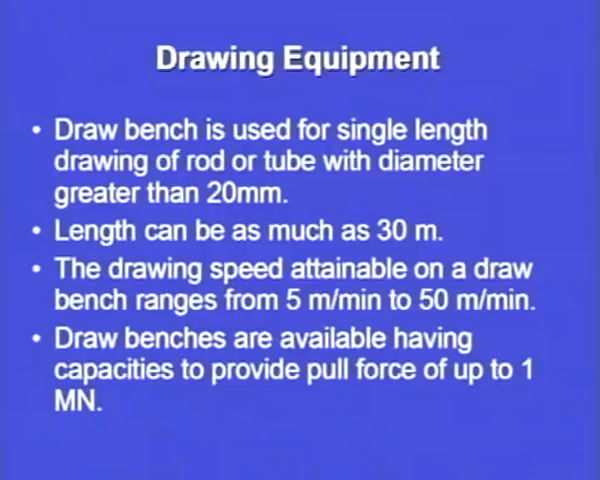 Drawing Equipment
• Draw bench is used for single length
drawing of rod or tube with diameter
greater than 20mm.
• Length can be as much as 30 m.
• The drawing speed attainable on a draw
bench ranges from 5 m/min to 50 m/min.
• Draw benches are available having
capacities to provide pull force of up to 1
MN.